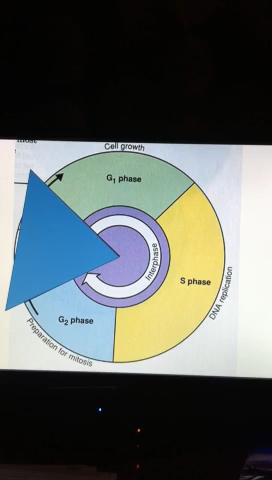 Cell growth
G₁ phase
Interphase
S phase
DNA replication
G₂ phase
Preparation for mitosis